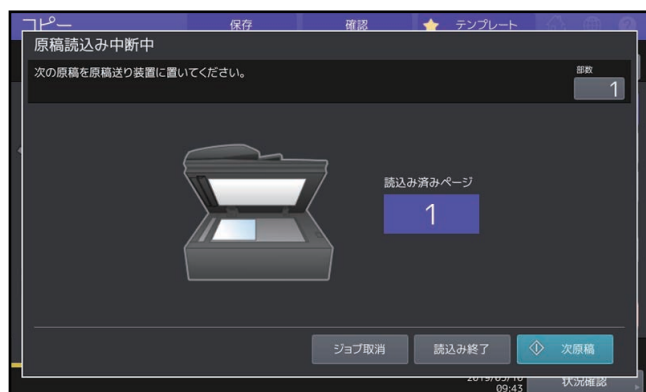 コピー 保存 確認 テンプレート
原稿読込み中断中
次の原稿を原稿送り装置に置いてください。
部数
1
読込み済みページ
1
ジョブ取消 読込み終了 次原稿
09:43 状況確認